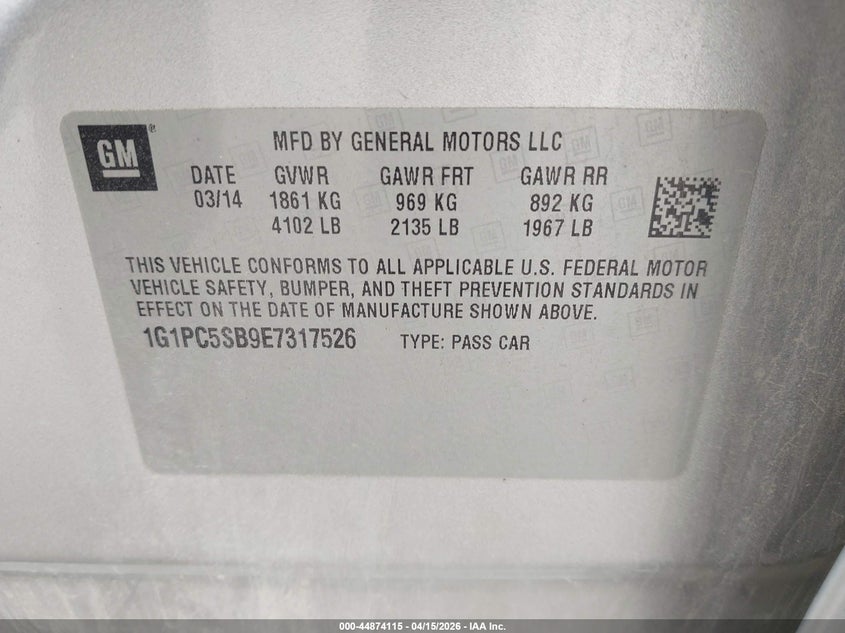 GM
MFD BY GENERAL MOTORS LLC
DATE GVWR GAWR FRT GAWR RR
03/14 1861 KG 969 KG 892 KG
4102 LB 2135 LB 1967 LB
THIS VEHICLE CONFORMS TO ALL APPLICABLE U.S. FEDERAL MOTOR
VEHICLE SAFETY, BUMPER, AND THEFT PREVENTION STANDARDS IN
EFFECT ON THE DATE OF MANUFACTURE SHOWN ABOVE.
1G1PC5SB9E7317526 TYPE: PASS CAR
000-44874115 - 04/15/2026 - IAA Inc.